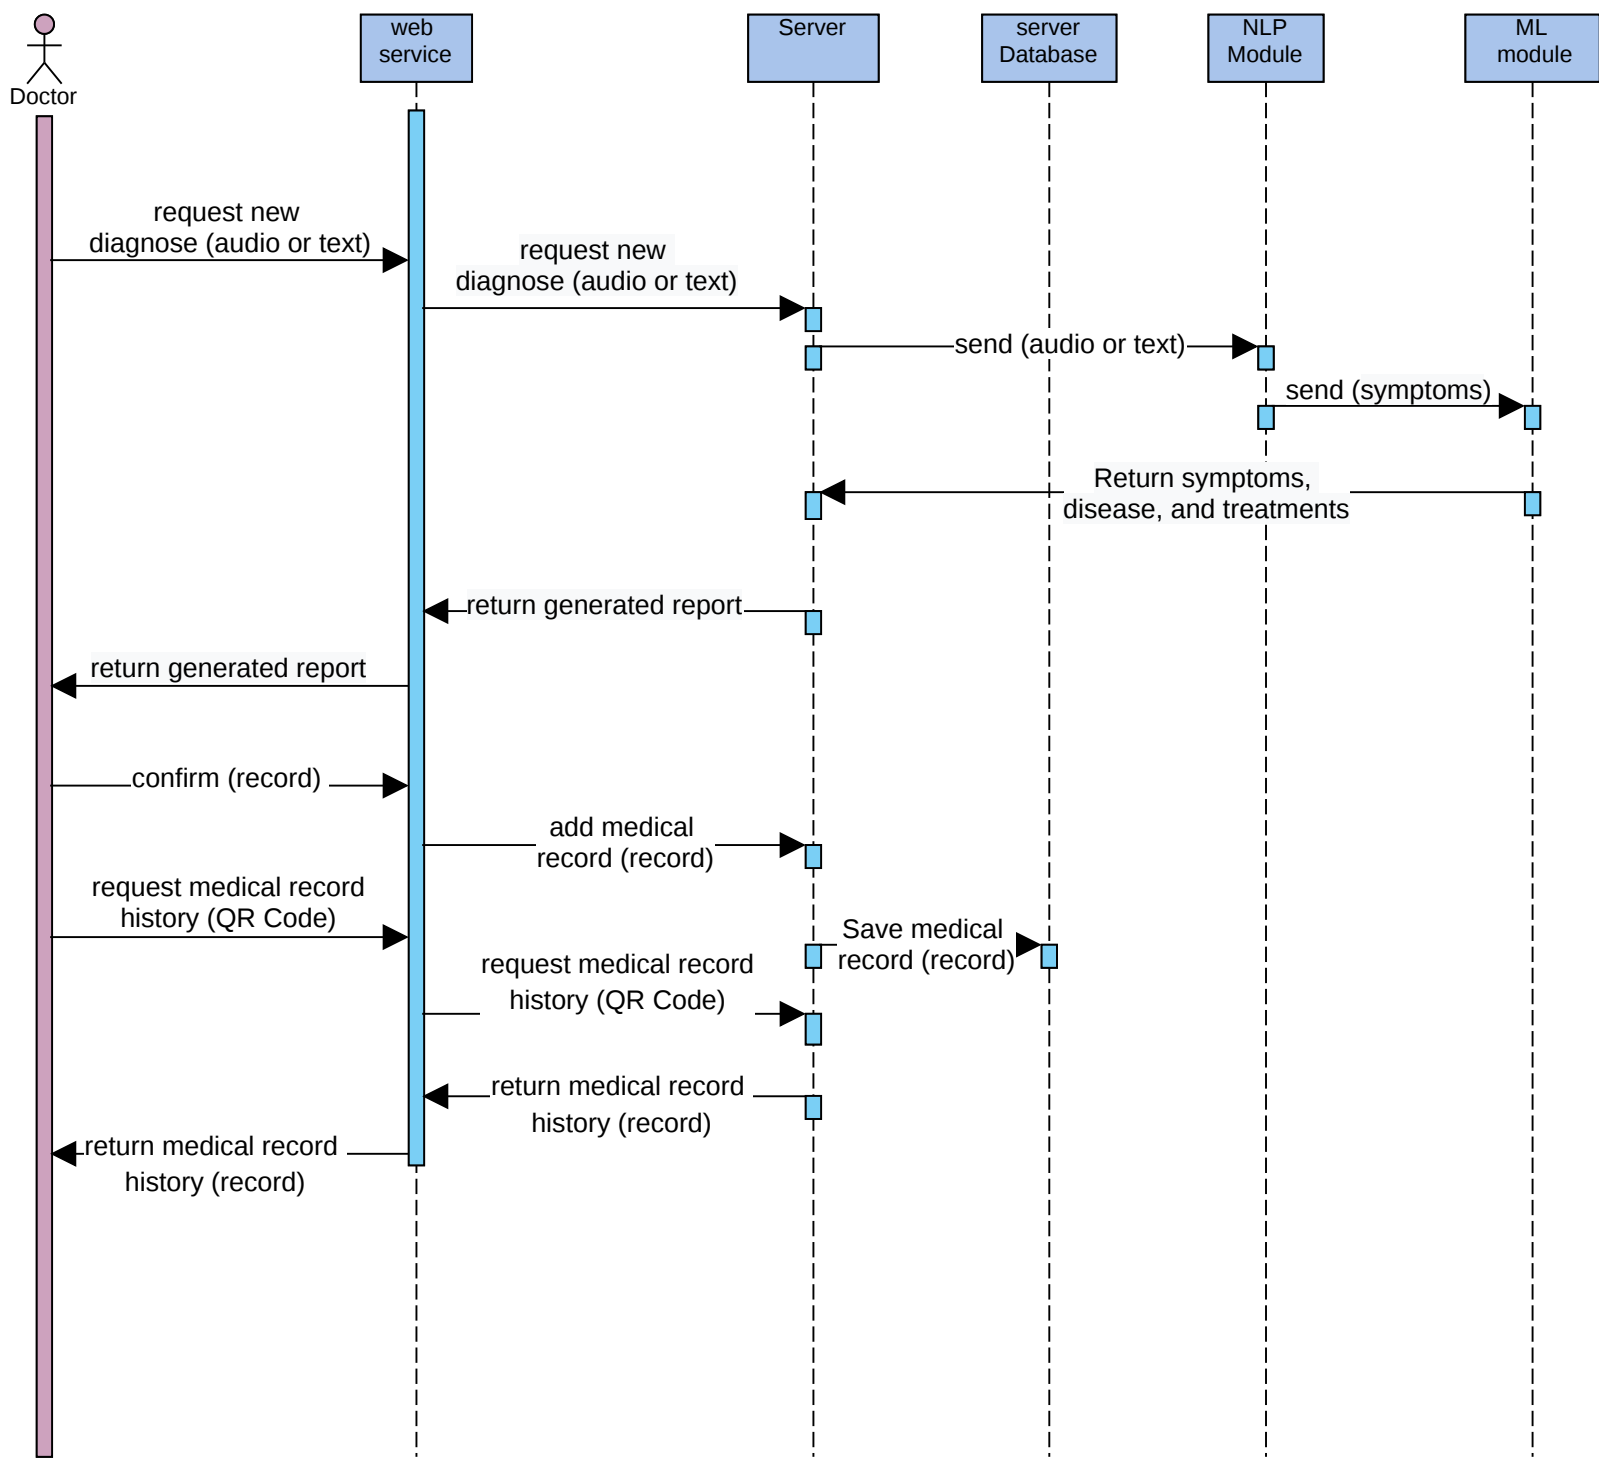 web
service
Server
server
Database
NLP
Module
ML
module
Doctor
request new
diagnose (audio or text)
request new
diagnose (audio or text)
send (audio or text)
send (symptoms)
Return symptoms,
disease, and treatments
return generated report
return generated report
confirm (record)
add medical
record (record)
request medical record
history (QR Code)
Save medical
record (record)
request medical record
history (QR Code)
return medical record
history (record)
return medical record
history (record)